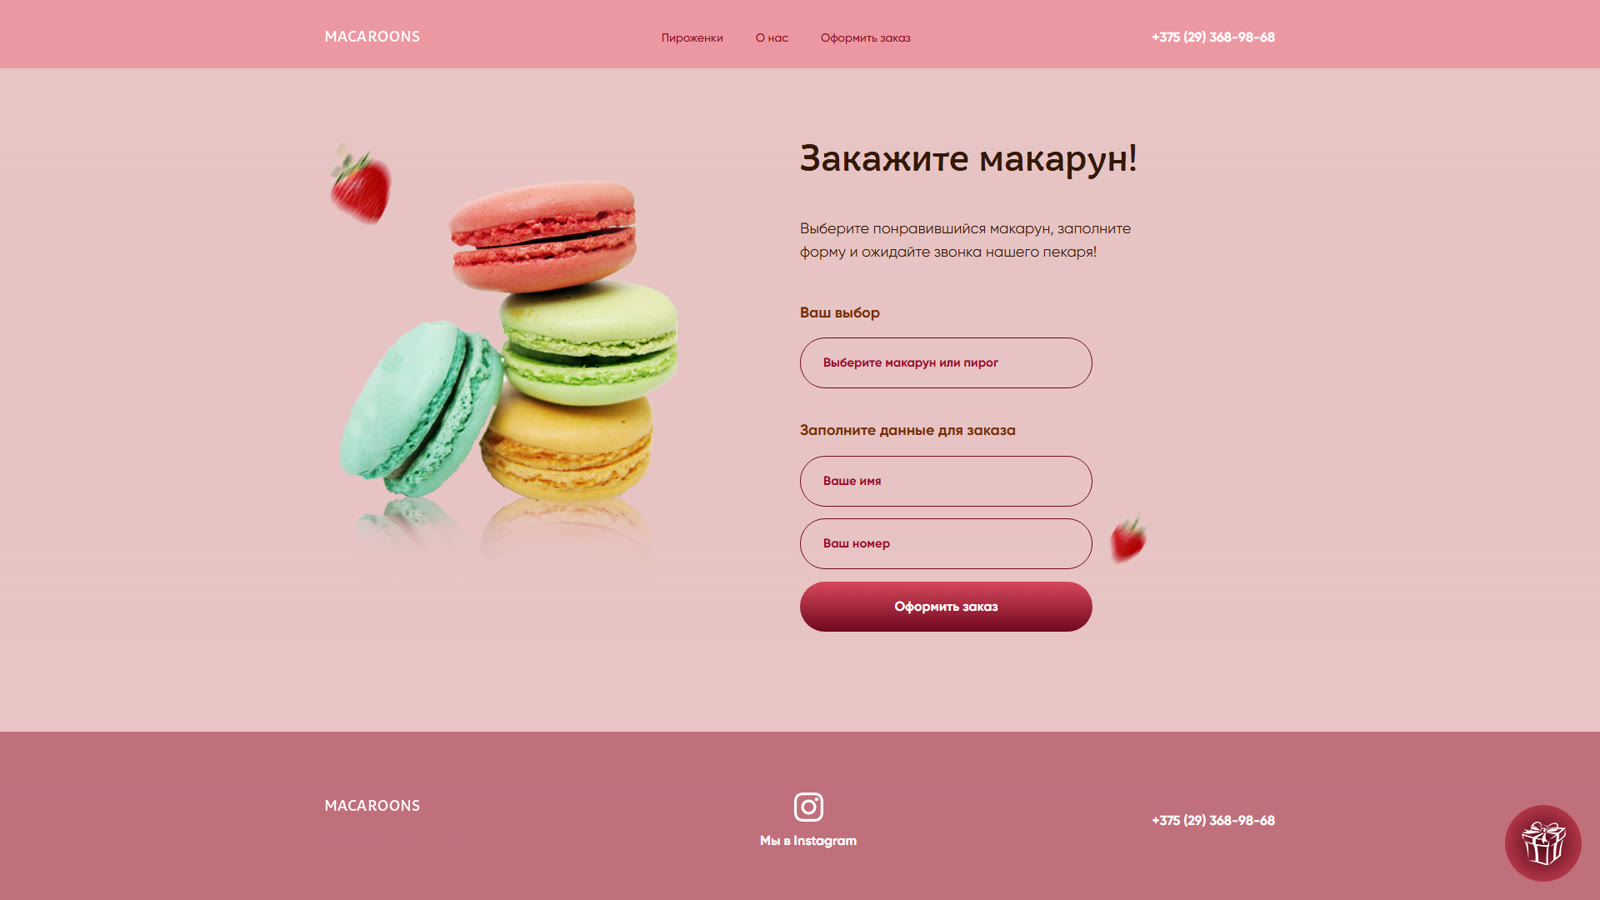 MACAROONS
Пироженки
О нас
Оформить заказ
+375 (29) 368-98-68
Закажите макарун!
Выберите понравившийся макарун, заполните
форму и ожидайте звонка нашего пекаря!
Ваш выбор
Выберите макарун или пирог
Заполните данные для заказа
Ваше имя
Ваш номер
Оформить заказ
MACAROONS
Мы в Instagram
+375 (29) 368-98-68